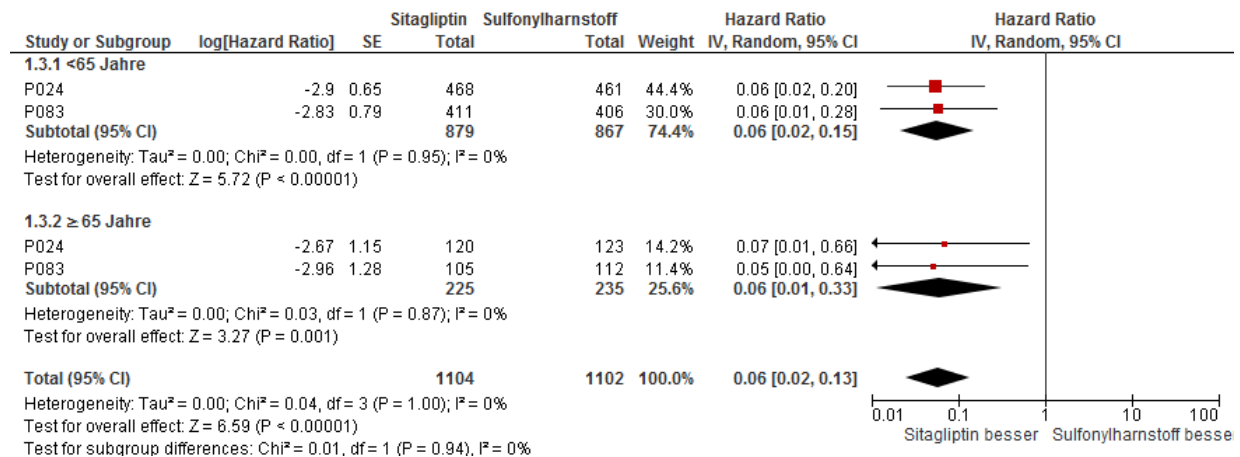 Sitagliptin Sulfonylharnstoff Hazard Ratio Hazard Ratio
Study or Subgroup log[Hazard Ratio] SE Total Total Weight IV, Random, 95% CI IV, Random, 95% CI
1.3.1 <65 Jahre
P024 -2.9 0.65 468 461 44.4% 0.06 [0.02, 0.20]
P083 -2.83 0.79 411 406 30.0% 0.06 [0.01, 0.28]
Subtotal (95% CI) 879 867 74.4% 0.06 [0.02, 0.15]
Heterogeneity: Tau² = 0.00; Chi² = 0.00, df = 1 (P = 0.95); I² = 0%
Test for overall effect: Z = 5.72 (P < 0.00001)
1.3.2 ≥ 65 Jahre
P024 -2.67 1.15 120 123 14.2% 0.07 [0.01, 0.66]
P083 -2.96 1.28 105 112 11.4% 0.05 [0.00, 0.64]
Subtotal (95% CI) 225 235 25.6% 0.06 [0.01, 0.33]
Heterogeneity: Tau² = 0.00; Chi² = 0.03, df = 1 (P = 0.87); I² = 0%
Test for overall effect: Z = 3.27 (P = 0.001)
Total (95% CI) 1104 1102 100.0% 0.06 [0.02, 0.13]
Heterogeneity: Tau² = 0.00; Chi² = 0.04, df = 3 (P = 1.00); I² = 0%
Test for overall effect: Z = 6.59 (P < 0.00001)
Test for subgroup differences: Chi² = 0.01, df = 1 (P = 0.94), I² = 0%
0.01 0.1 1 10 100
Sitagliptin besser Sulfonylharnstoff besser